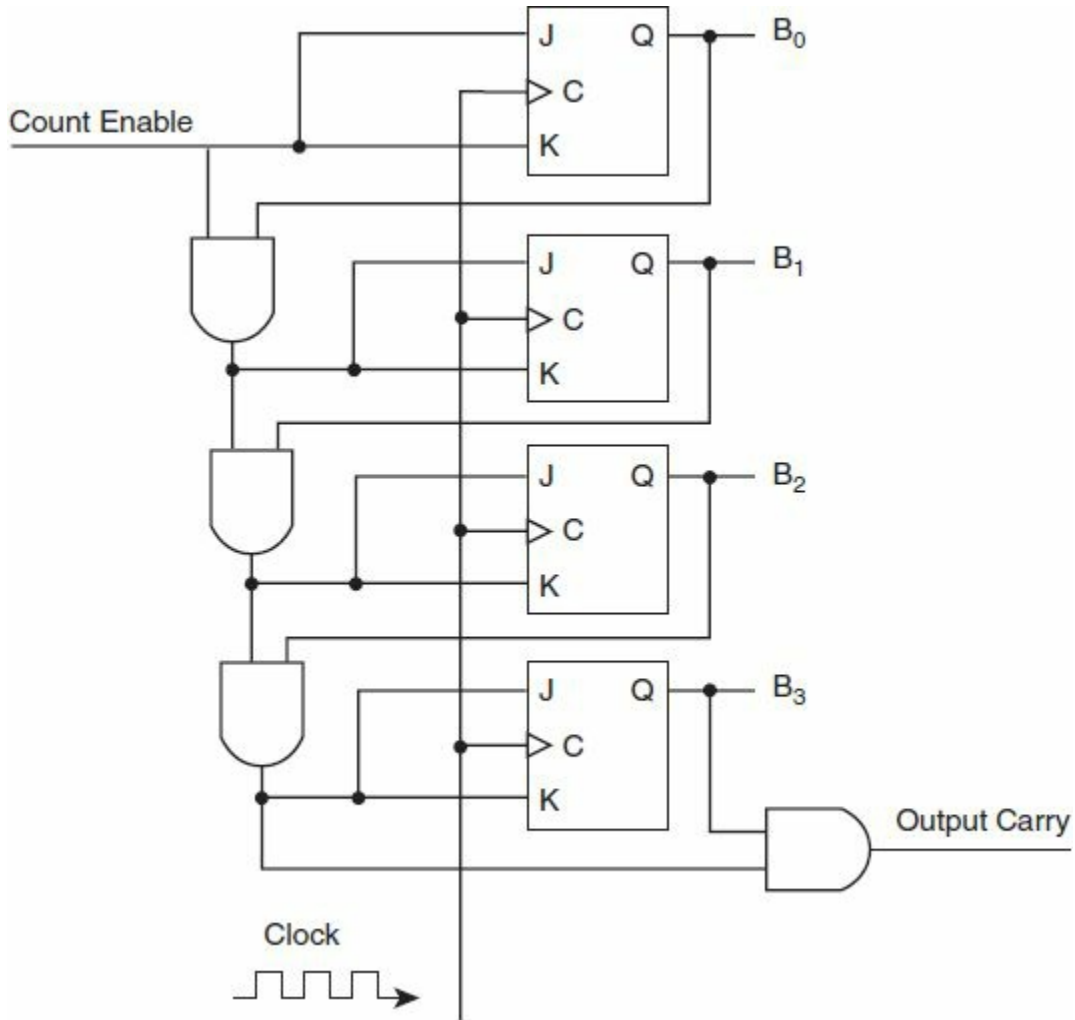 J Q B₀
C
Count Enable
K
J Q B₁
C
K
J Q B₂
C
K
J Q B₃
C
K
Output Carry
Clock